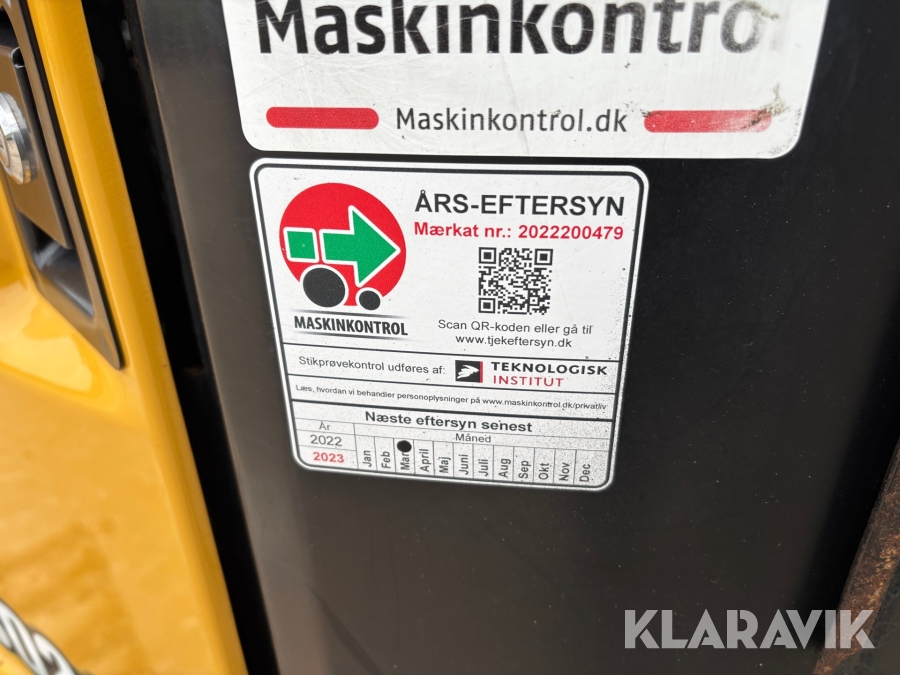 Maskinkontrol
Maskinkontrol.dk
ÅRS-EFTERSYN
Mærkat nr.: 2022200479
MASKINKONTROL
Scan QR-koden eller gå til
www.tjekeftersyn.dk
Stikprøvekontrol udføres af: TEKNOLOGISK
INSTITUT
Læs, hvordan vi behandler personoplysninger på www.maskinkontrol.dk/privatliv
Næste eftersyn senest
År Måned
2022
2023 Jan Feb Mar April Maj Juni Juli Aug Sep Okt Nov Dec
KLARAVIK